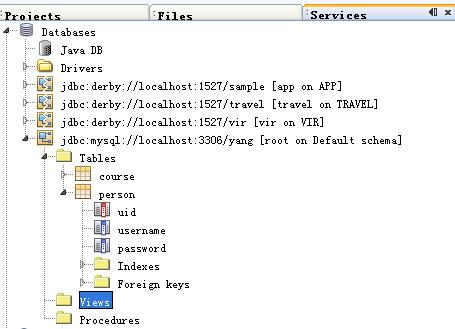 Projects Files Services
Databases
Java DB
Drivers
jdbc:derby://localhost:1527/sample [app on APP]
jdbc:derby://localhost:1527/travel [travel on TRAVEL]
jdbc:derby://localhost:1527/vir [vir on VIR]
jdbc:mysql://localhost:3306/yang [root on Default schema]
Tables
course
person
uid
username
password
Indexes
Foreign keys
Views
Procedures